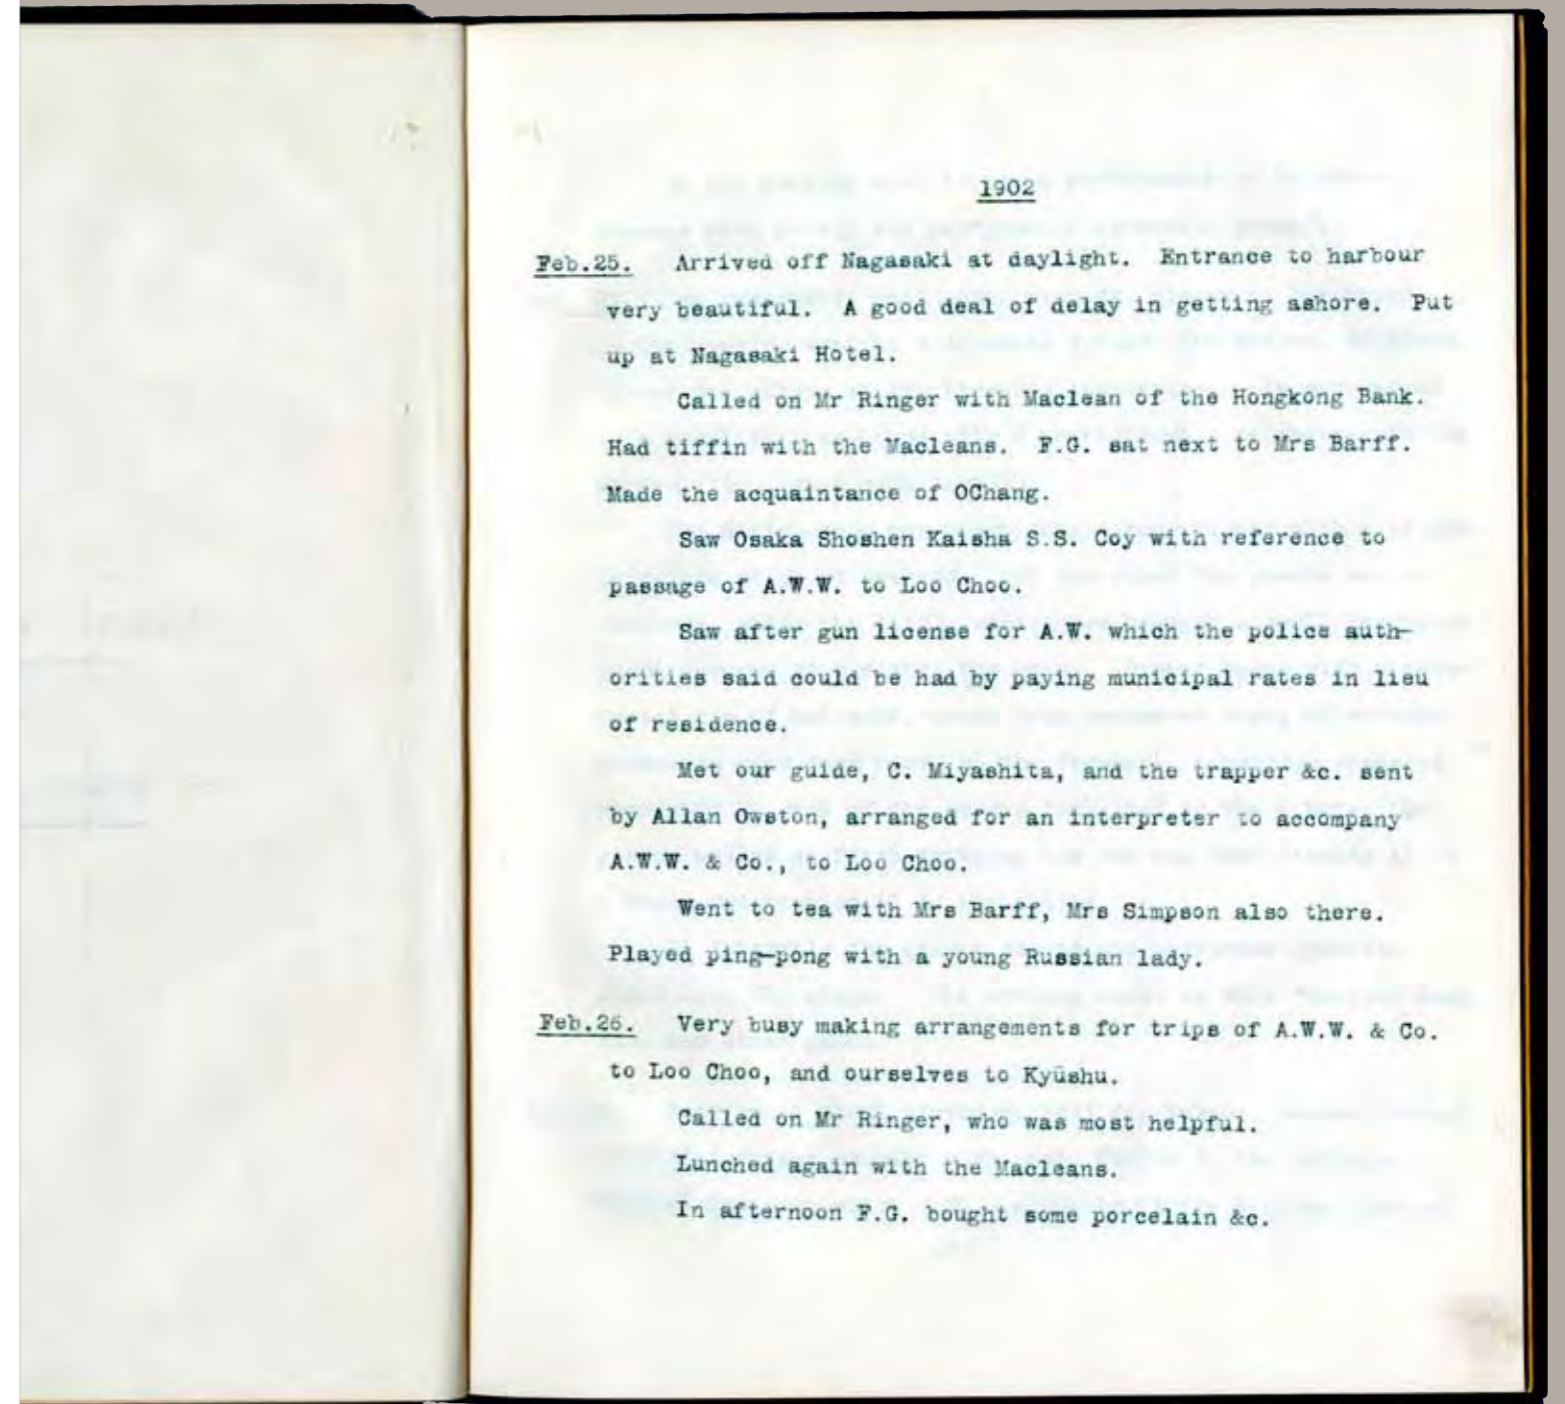 1902
Feb.25. Arrived off Nagasaki at daylight. Entrance to harbour
very beautiful. A good deal of delay in getting ashore. Put
up at Nagasaki Hotel.
Called on Mr Ringer with Maclean of the Hongkong Bank.
Had tiffin with the Macleans. F.G. sat next to Mrs Barff.
Made the acquaintance of OChang.
Saw Osaka Shoshen Kaisha S.S. Coy with reference to
passage of A.W.W. to Loo Choo.
Saw after gun license for A.W. which the police auth-
orities said could be had by paying municipal rates in lieu
of residence.
Met our guide, C. Miyashita, and the trapper &c. sent
by Allan Owston, arranged for an interpreter to accompany
A.W.W. & Co., to Loo Choo.
Went to tea with Mrs Barff, Mrs Simpson also there.
Played ping-pong with a young Russian lady.
Feb.26. Very busy making arrangements for trips of A.W.W. & Co.
to Loo Choo, and ourselves to Kyūshu.
Called on Mr Ringer, who was most helpful.
Lunched again with the Macleans.
In afternoon F.G. bought some porcelain &c.